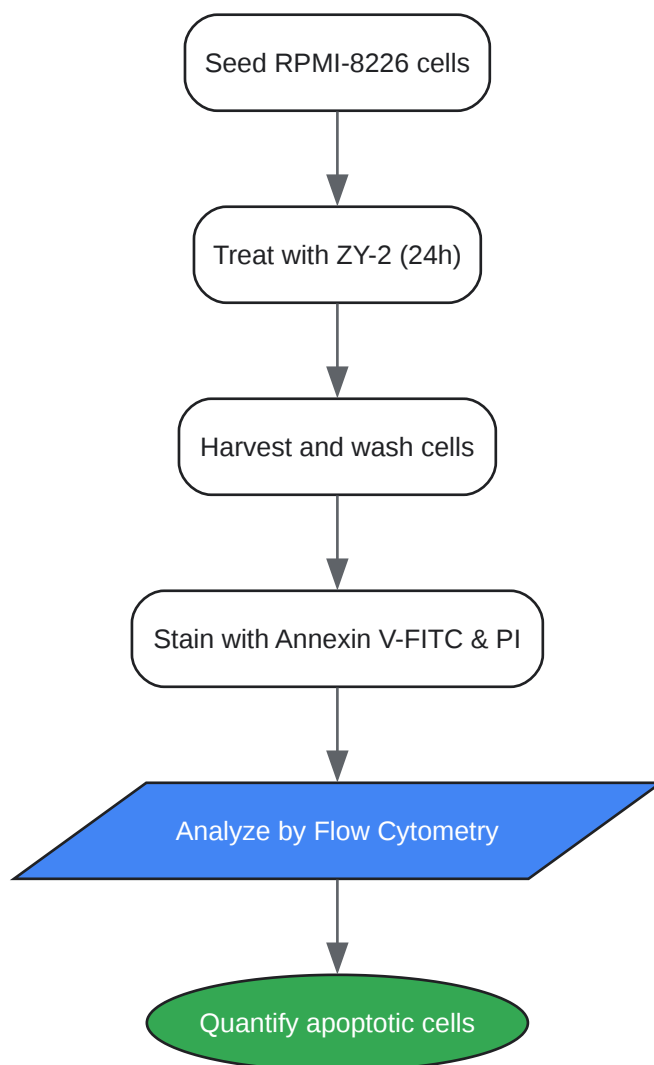 Seed RPMI-8226 cells
Treat with ZY-2 (24h)
Harvest and wash cells
Stain with Annexin V-FITC & PI
Analyze by Flow Cytometry
Quantify apoptotic cells